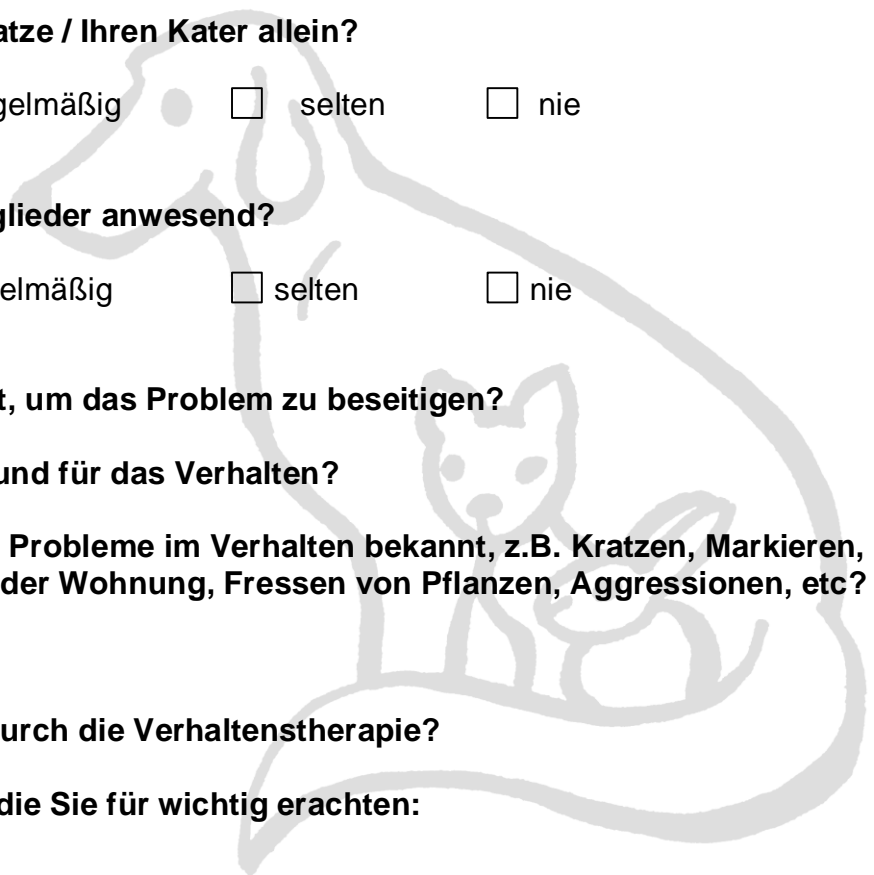 atze / Ihren Kater allein?
gelmäßig selten nie
glieder anwesend?
elmäßig selten nie
t, um das Problem zu beseitigen?
und für das Verhalten?
Probleme im Verhalten bekannt, z.B. Kratzen, Markieren,
der Wohnung, Fressen von Pflanzen, Aggressionen, etc?
urch die Verhaltenstherapie?
die Sie für wichtig erachten: